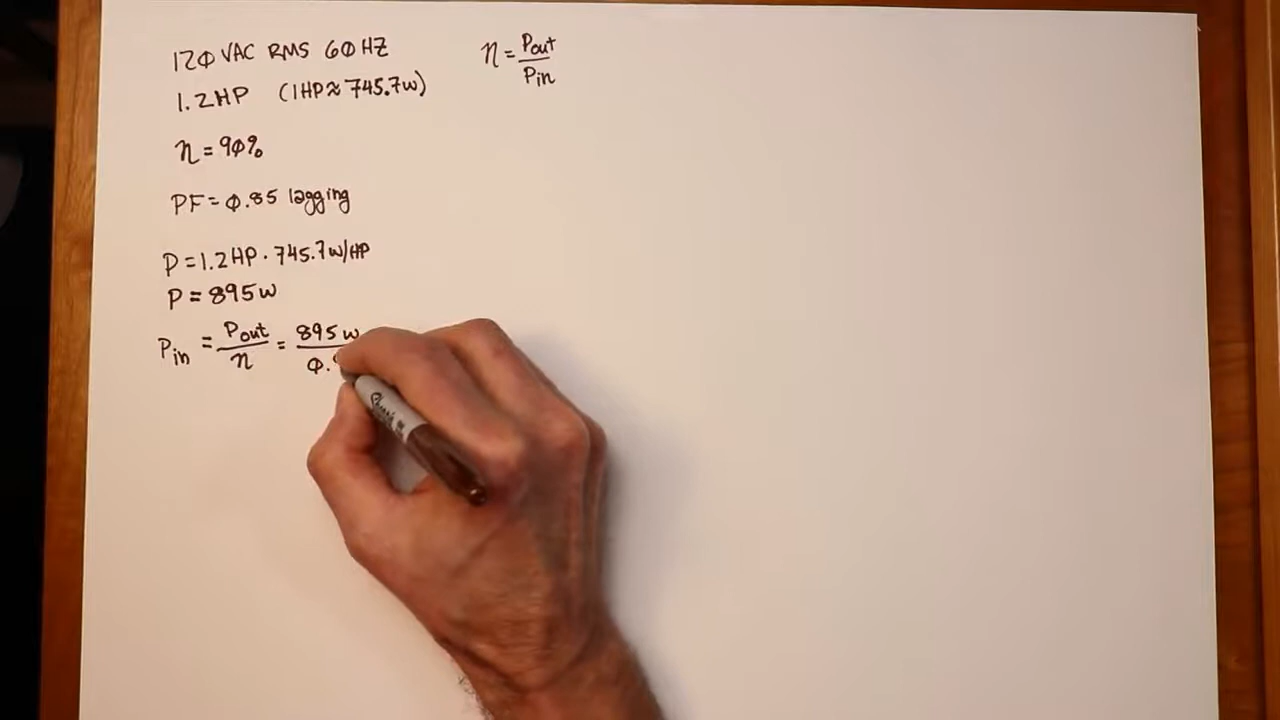 12φ VAC RMS 6φ HZ
1.2HP (1HP≈745.7W)
η = 9φ%
PF = φ.85 lagging
P = 1.2HP · 745.7W/HP
P = 895W
Pin = Pout/η = 895W/φ.9
η = Pout/Pin